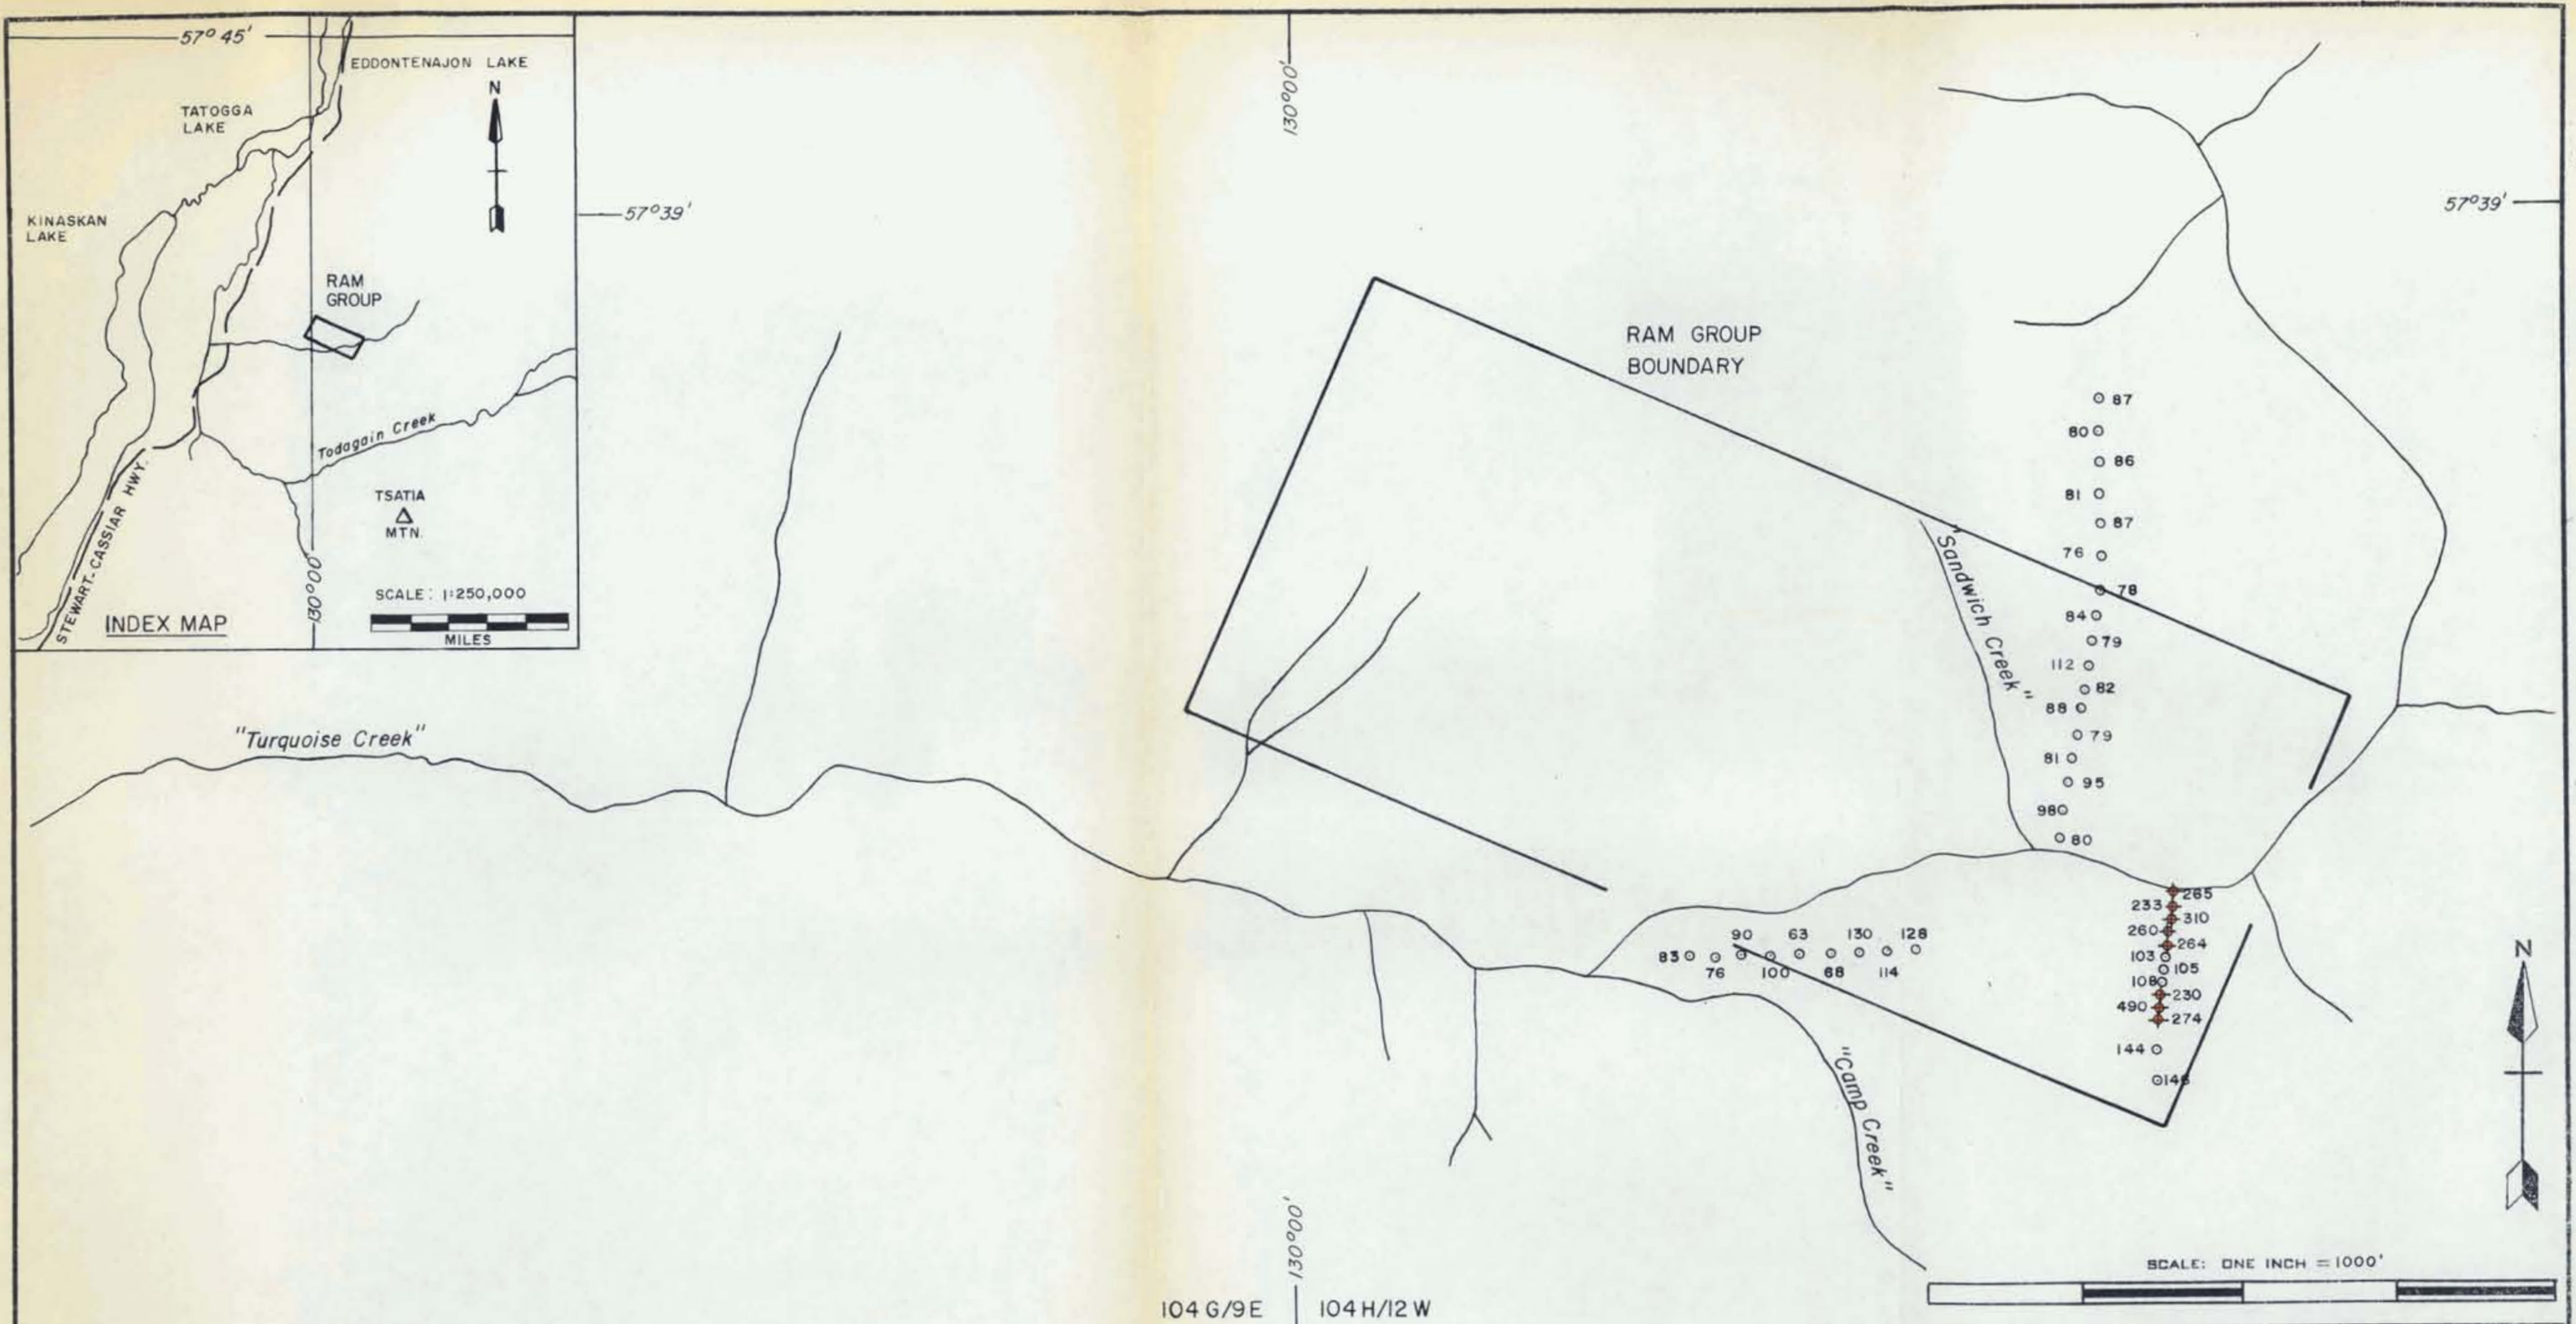 57° 45'
EDDONTENAJON LAKE
N
TATOGGA
LAKE
KINASKAN
LAKE
RAM
GROUP
Todagain Creek
TSATIA
MTN.
STEWART-CASSIAR HWY.
130°00'
SCALE: 1:250,000
MILES
INDEX MAP
130°00'
57°39'
57°39'
RAM GROUP
BOUNDARY
"Sandwich Creek"
87
80
86
81
87
76
78
84
79
112
82
88
79
81
95
98
80
"Turquoise Creek"
265
233
310
260
264
103
105
108
230
490
274
144
146
90 63 130 128
83
76 100 68 114
"Camp Creek"
N
130°00'
SCALE: ONE INCH = 1000'
104 G/9 E 104 H/12 W